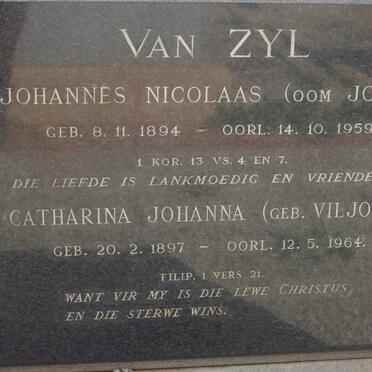 VAN ZYL
JOHANNES NICOLAAS (OOM
GEB. 8. 11. 1894 – OORL. 14. 10. 1959
1 KOR. 13 VS. 4 EN 7.
DIE LIEFDE IS LANKMOEDIG EN
CATHARINA JOHANNA (GEB.
GEB. 20. 2. 1897 – OORL. 12. 5. 1964.
FILIP. 1 VERS 21.
WANT VIR MY IS DIE LEWE CHRISTUS,
EN DIE STERWE WINS.